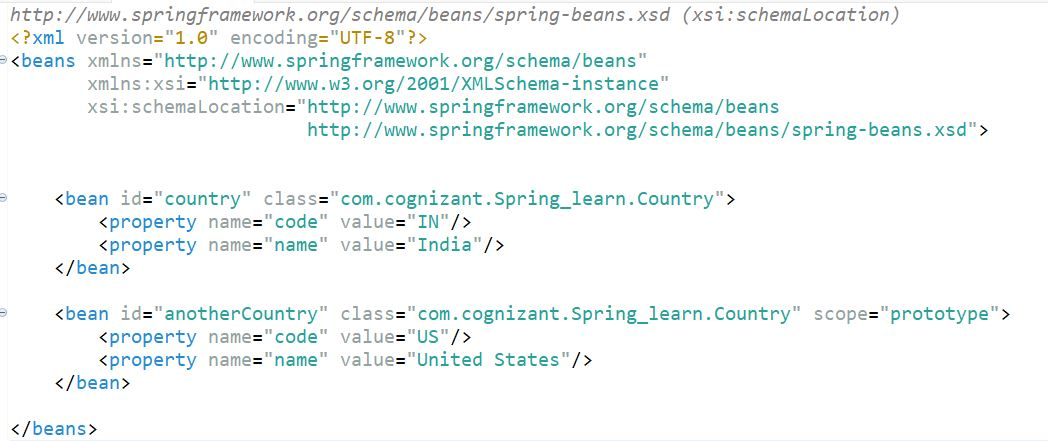 http://www.springframework.org/schema/beans/spring-beans.xsd (xsi:schemaLocation)
<?xml version="1.0" encoding="UTF-8"?>
<beans xmlns="http://www.springframework.org/schema/beans"
       xmlns:xsi="http://www.w3.org/2001/XMLSchema-instance"
       xsi:schemaLocation="http://www.springframework.org/schema/beans
                           http://www.springframework.org/schema/beans/spring-beans.xsd">
    <bean id="country" class="com.cognizant.Spring_learn.Country">
        <property name="code" value="IN"/>
        <property name="name" value="India"/>
    </bean>
    <bean id="anotherCountry" class="com.cognizant.Spring_learn.Country" scope="prototype">
        <property name="code" value="US"/>
        <property name="name" value="United States"/>
    </bean>
</beans>